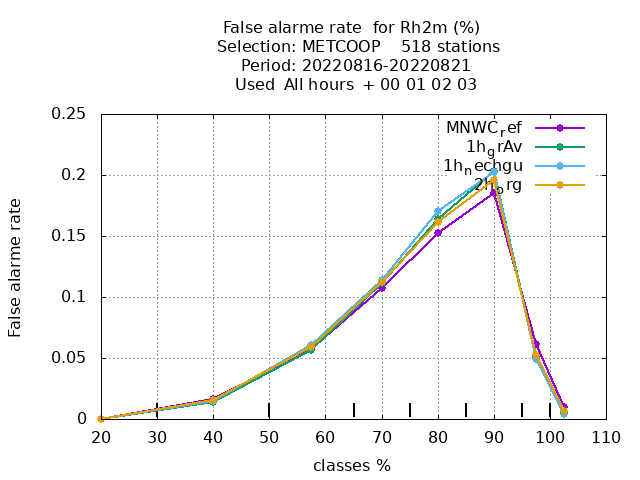 False alarme rate  for Rh2m (%)
Selection: METCOOP    518 stations
Period: 20220816-20220821
Used  All hours  + 00 01 02 03
MNWC_ref
1h_grAv
1h_nechgu
2h_prg
0.25
0.2
0.15
0.1
0.05
0
False alarme rate
20 30 40 50 60 70 80 90 100 110
classes %